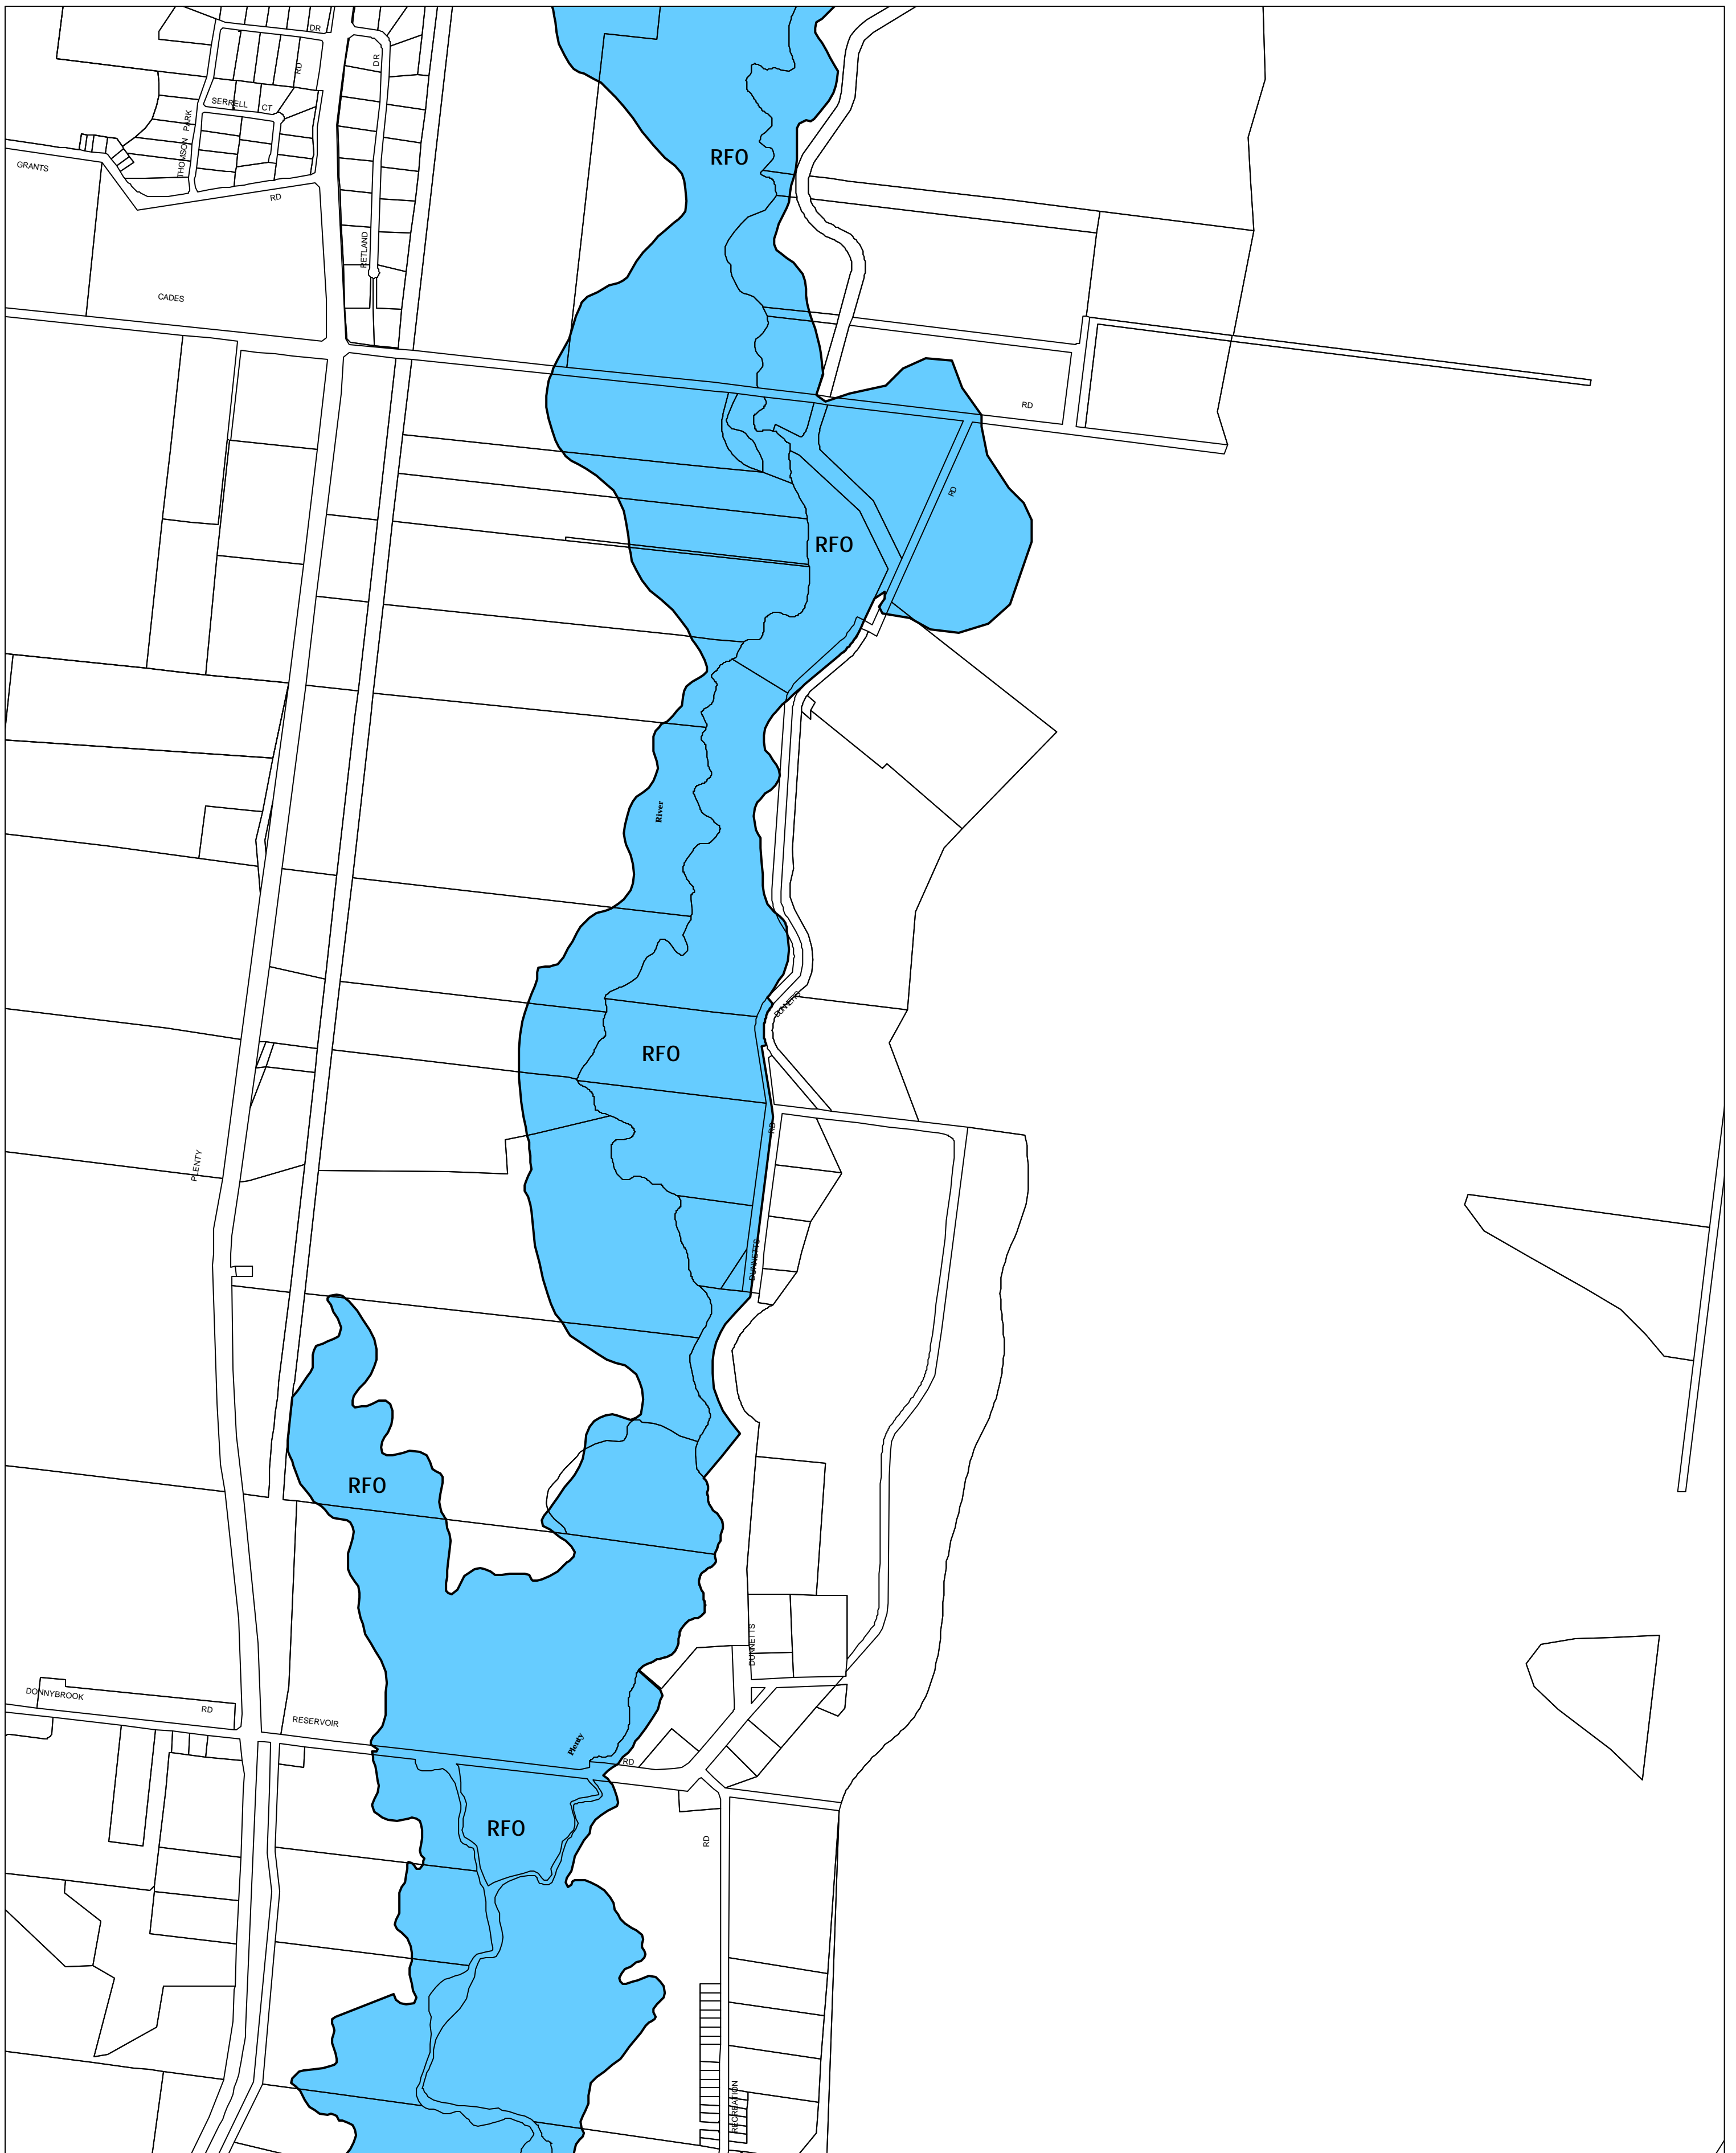 DR
RD
DR
SERRELL CT
THOMSON PARK
GRANTS
RD
RFO
RETLAND
CADES
RD
RD
RFO
River
DUNNETTS
RFO
RD
PLENTY
DUNNETTS
RFO
DUNNETTS
DONNYBROOK
RD
RESERVOIR
Plenty
RD
RFO
RD
RECREATION